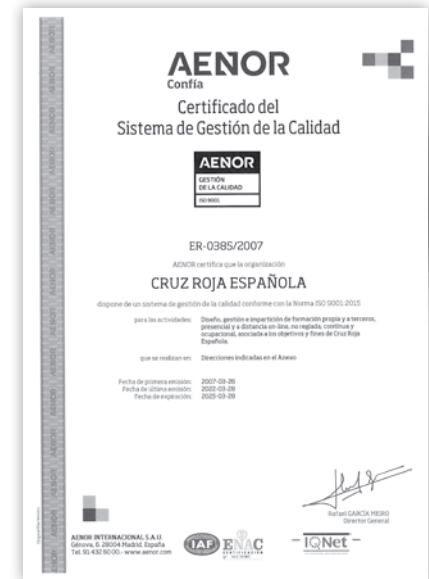 AENOR
Confía
Certificado del
Sistema de Gestión de la Calidad
AENOR
GESTIÓN
DE LA CALIDAD
ISO 9001
ER-0385/2007
AENOR certifica que la organización
CRUZ ROJA ESPAÑOLA
dispone de un sistema de gestión de la calidad conforme con la Norma ISO 9001:2015
para las actividades: Diseño, gestión e impartición de formación propia y a terceros,
presencial y a distancia on-line, no reglada, continua y
ocupacional, asociada a los objetivos y fines de Cruz Roja
Española.
que se realizan en: Direcciones indicadas en el Anexo
Fecha de primera emisión: 2007-03-26
Fecha de última emisión: 2022-03-28
Fecha de expiración: 2025-03-28
Rafael GARCÍA MEIRO
Director General
AENOR INTERNACIONAL S.A.U.
Génova, 6. 28004 Madrid. España
Tel. 91 432 60 00.- www.aenor.com
IAF
ENAC
CERTIFICACIÓN
IQNet